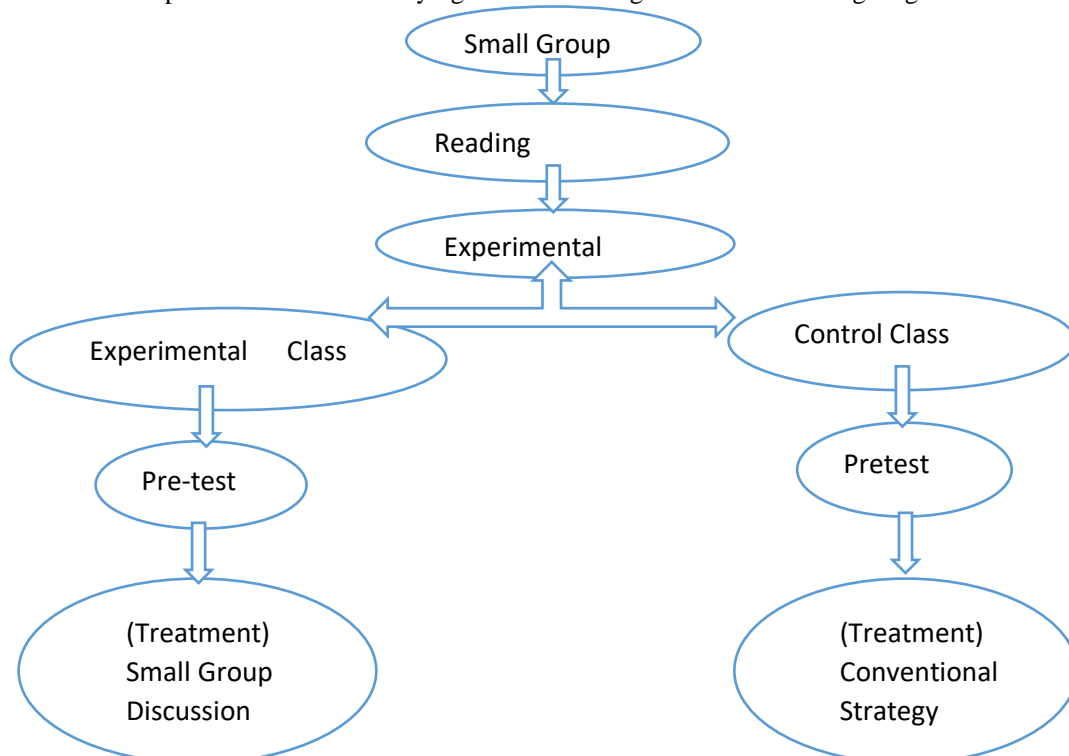 Small Group
Reading
Experimental
Experimental Class
Control Class
Pre-test
Pretest
(Treatment)
Small Group
Discussion
(Treatment)
Conventional
Strategy